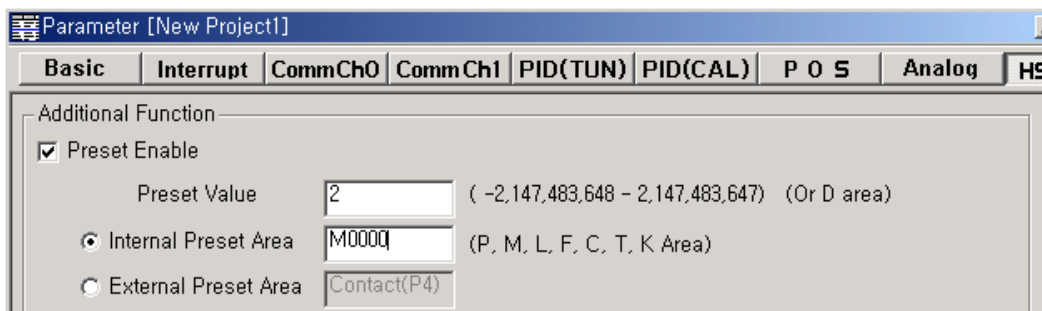 Parameter [New Project1]
Basic Interrupt CommCh0 CommCh1 PID(TUN) PID(CAL) P O S Analog HS
Additional Function
Preset Enable
Preset Value 2 ( -2,147,483,648 - 2,147,483,647) (Or D area)
Internal Preset Area M0000 (P, M, L, F, C, T, K Area)
External Preset Area Contact(P4)